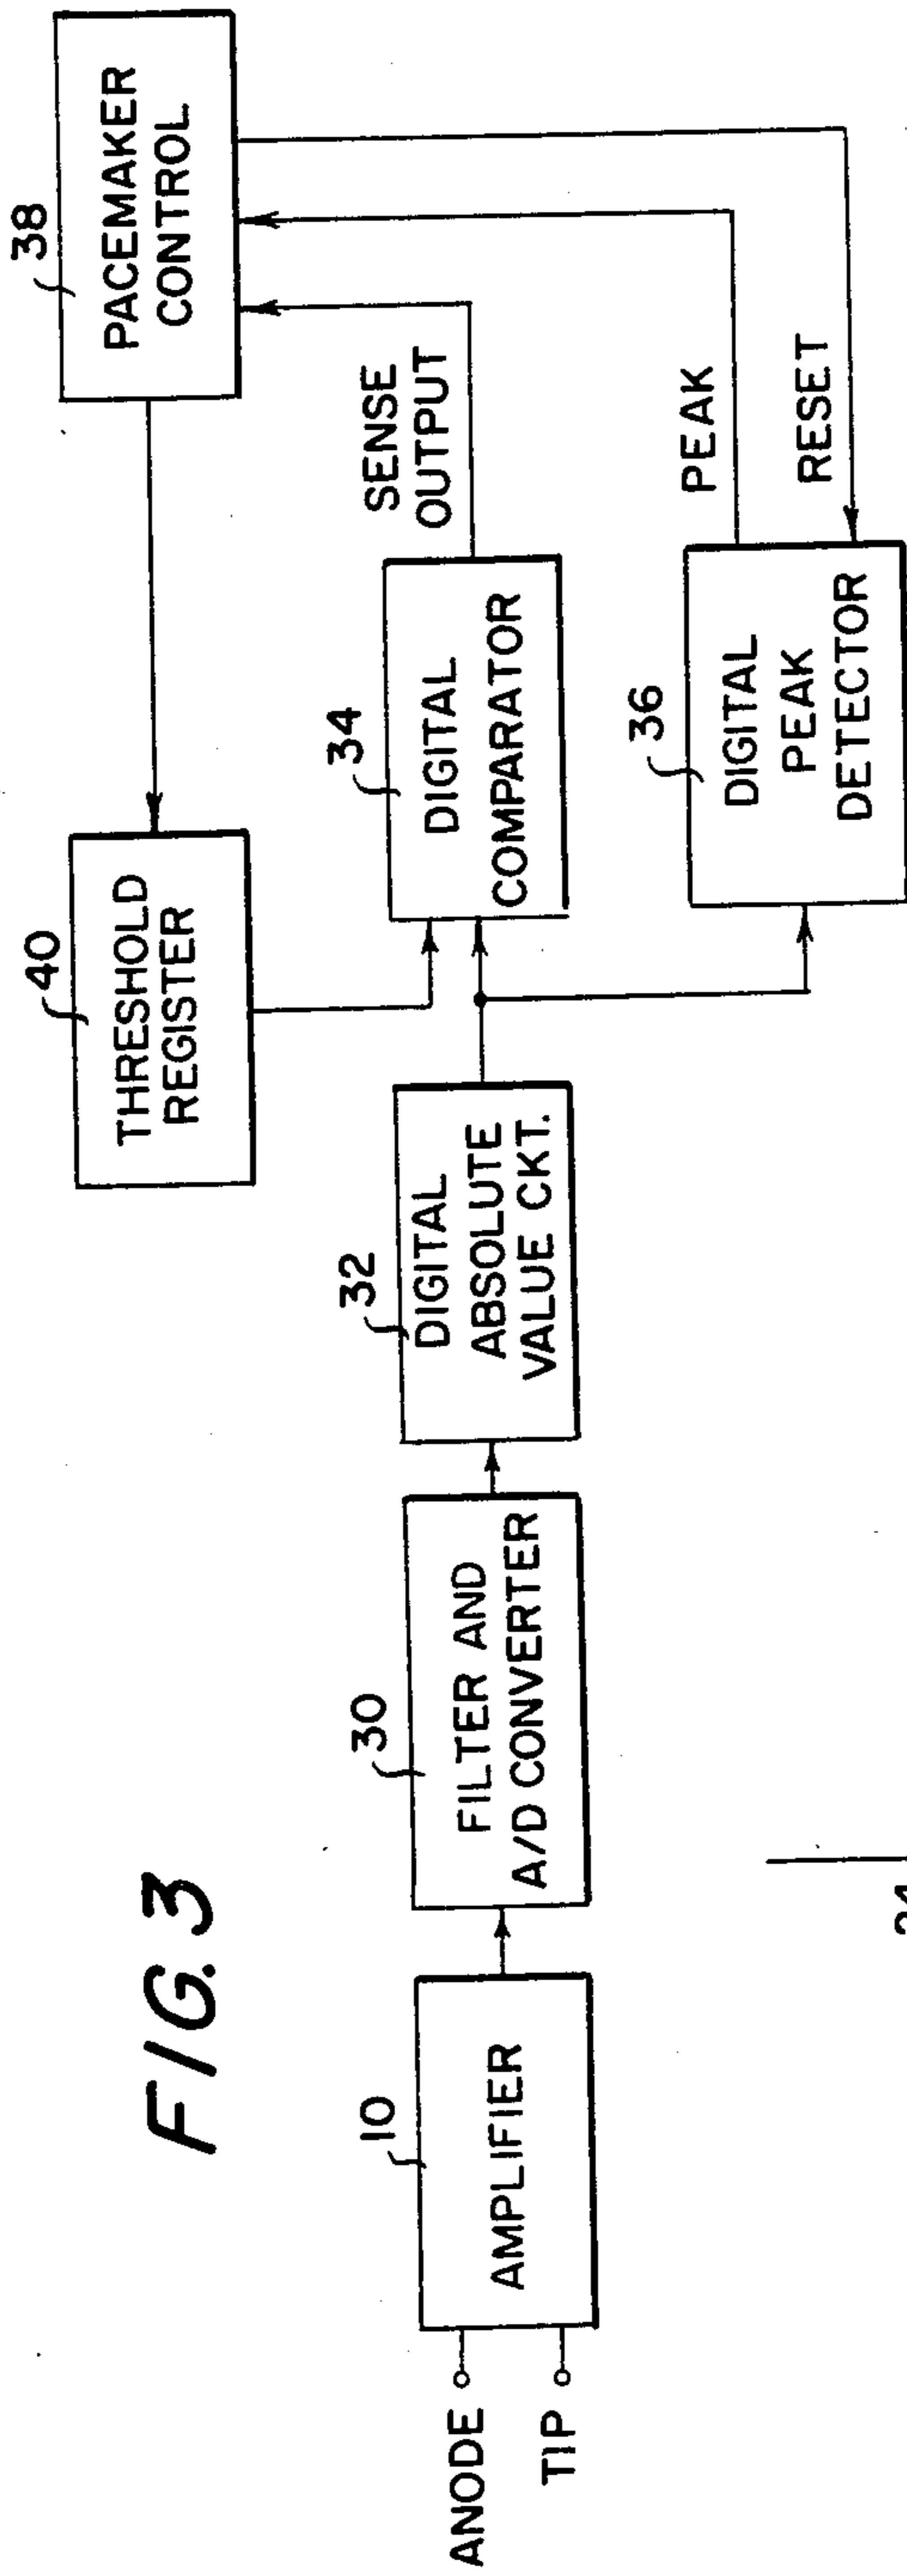 FIG. 3
ANODE
TIP
10
AMPLIFIER
30
FILTER AND
A/D CONVERTER
32
DIGITAL
ABSOLUTE
VALUE CKT.
40
THRESHOLD
REGISTER
34
DIGITAL
COMPARATOR
SENSE
OUTPUT
36
DIGITAL
PEAK
DETECTOR
PEAK
RESET
38
PACEMAKER
CONTROL